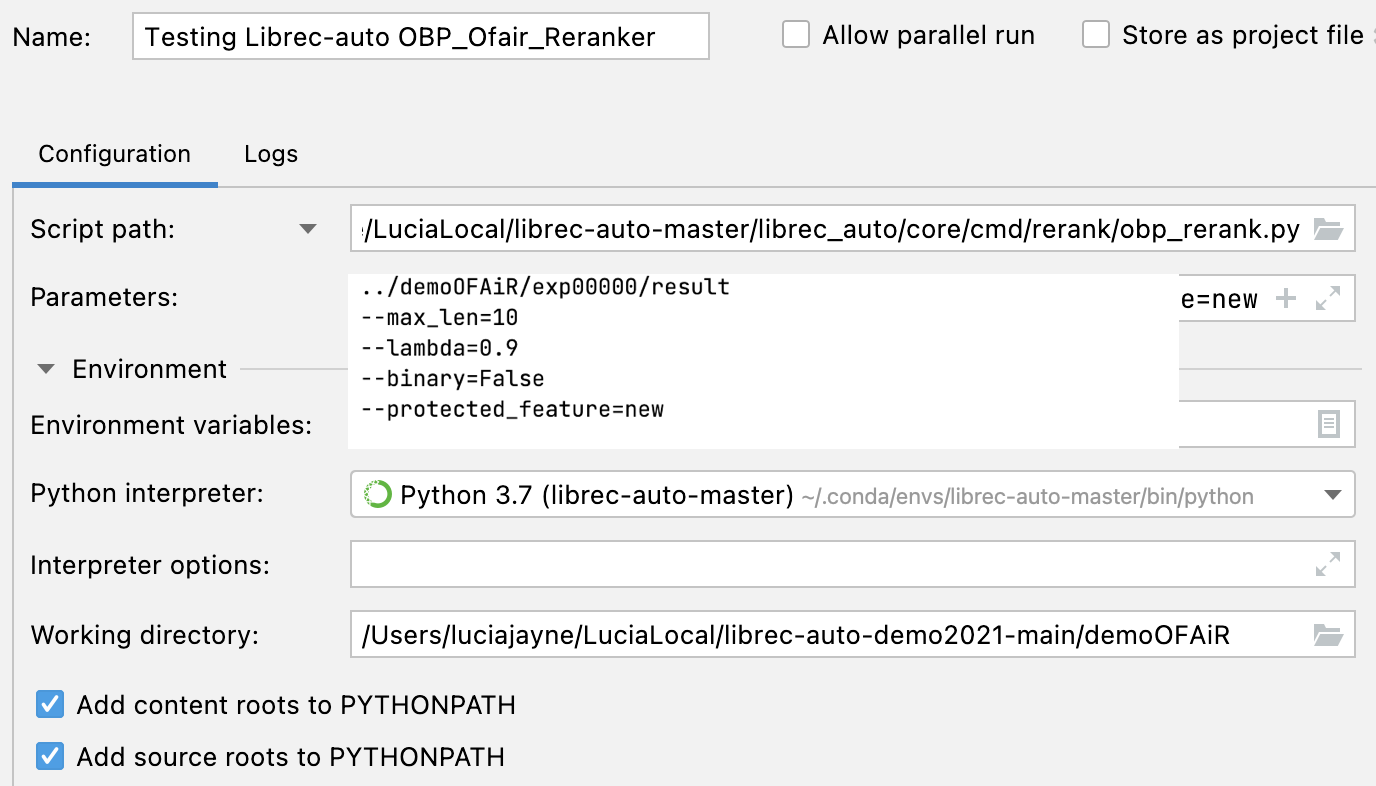 Name: Testing Librec-auto OBP_Ofair_Reranker Allow parallel run Store as project file
Configuration Logs
Script path: /LuciaLocal/librec-auto-master/librec_auto/core/cmd/rerank/obp_rerank.py
Parameters: e=new
../demoOFAiR/exp00000/result
--max_len=10
--lambda=0.9
--binary=False
--protected_feature=new
Environment
Environment variables:
Python interpreter: Python 3.7 (librec-auto-master) ~/.conda/envs/librec-auto-master/bin/python
Interpreter options:
Working directory: /Users/luciajayne/LuciaLocal/librec-auto-demo2021-main/demoOFAiR
Add content roots to PYTHONPATH
Add source roots to PYTHONPATH